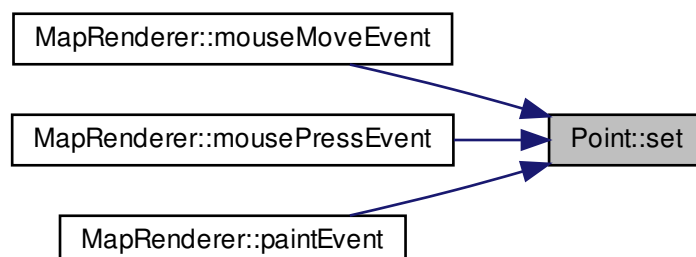 MapRenderer::mouseMoveEvent
MapRenderer::mousePressEvent
Point::set
MapRenderer::paintEvent